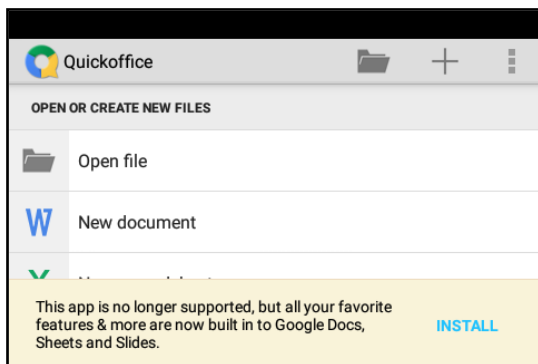 Quickoffice
OPEN OR CREATE NEW FILES
Open file
W New document
This app is no longer supported, but all your favorite
features & more are now built in to Google Docs,
Sheets and Slides.
INSTALL